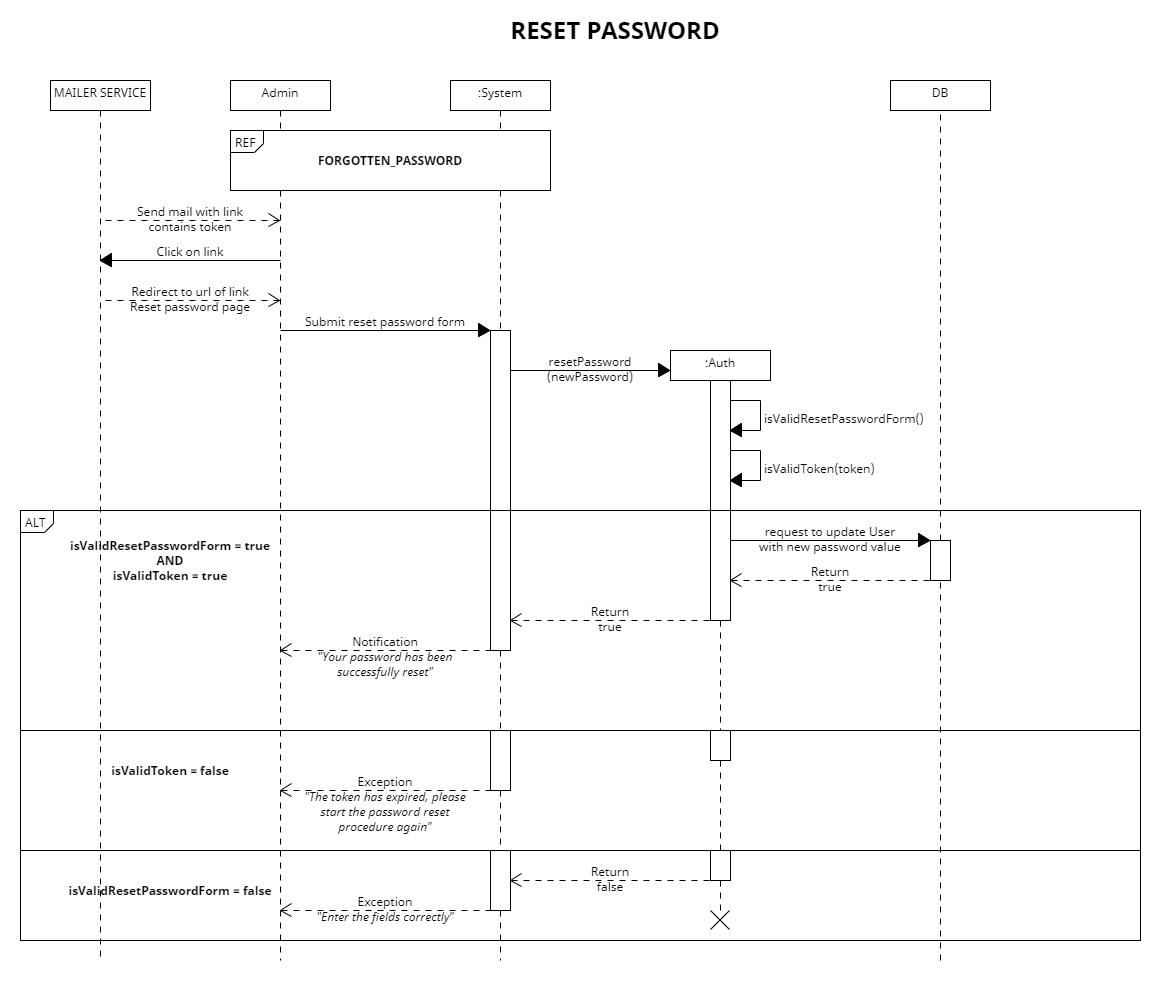 RESET PASSWORD
MAILER SERVICE
Admin
:System
DB
REF
FORGOTTEN_PASSWORD
Send mail with link
contains token
Click on link
Redirect to url of link
Reset password page
Submit reset password form
resetPassword
(newPassword)
:Auth
isValidResetPasswordForm()
isValidToken(token)
ALT
isValidResetPasswordForm = true
AND
isValidToken = true
request to update User
with new password value
Return
true
Return
true
Notification
"Your password has been
successfully reset"
isValidToken = false
Exception
"The token has expired, please
start the password reset
procedure again"
isValidResetPasswordForm = false
Return
false
Exception
"Enter the fields correctly"